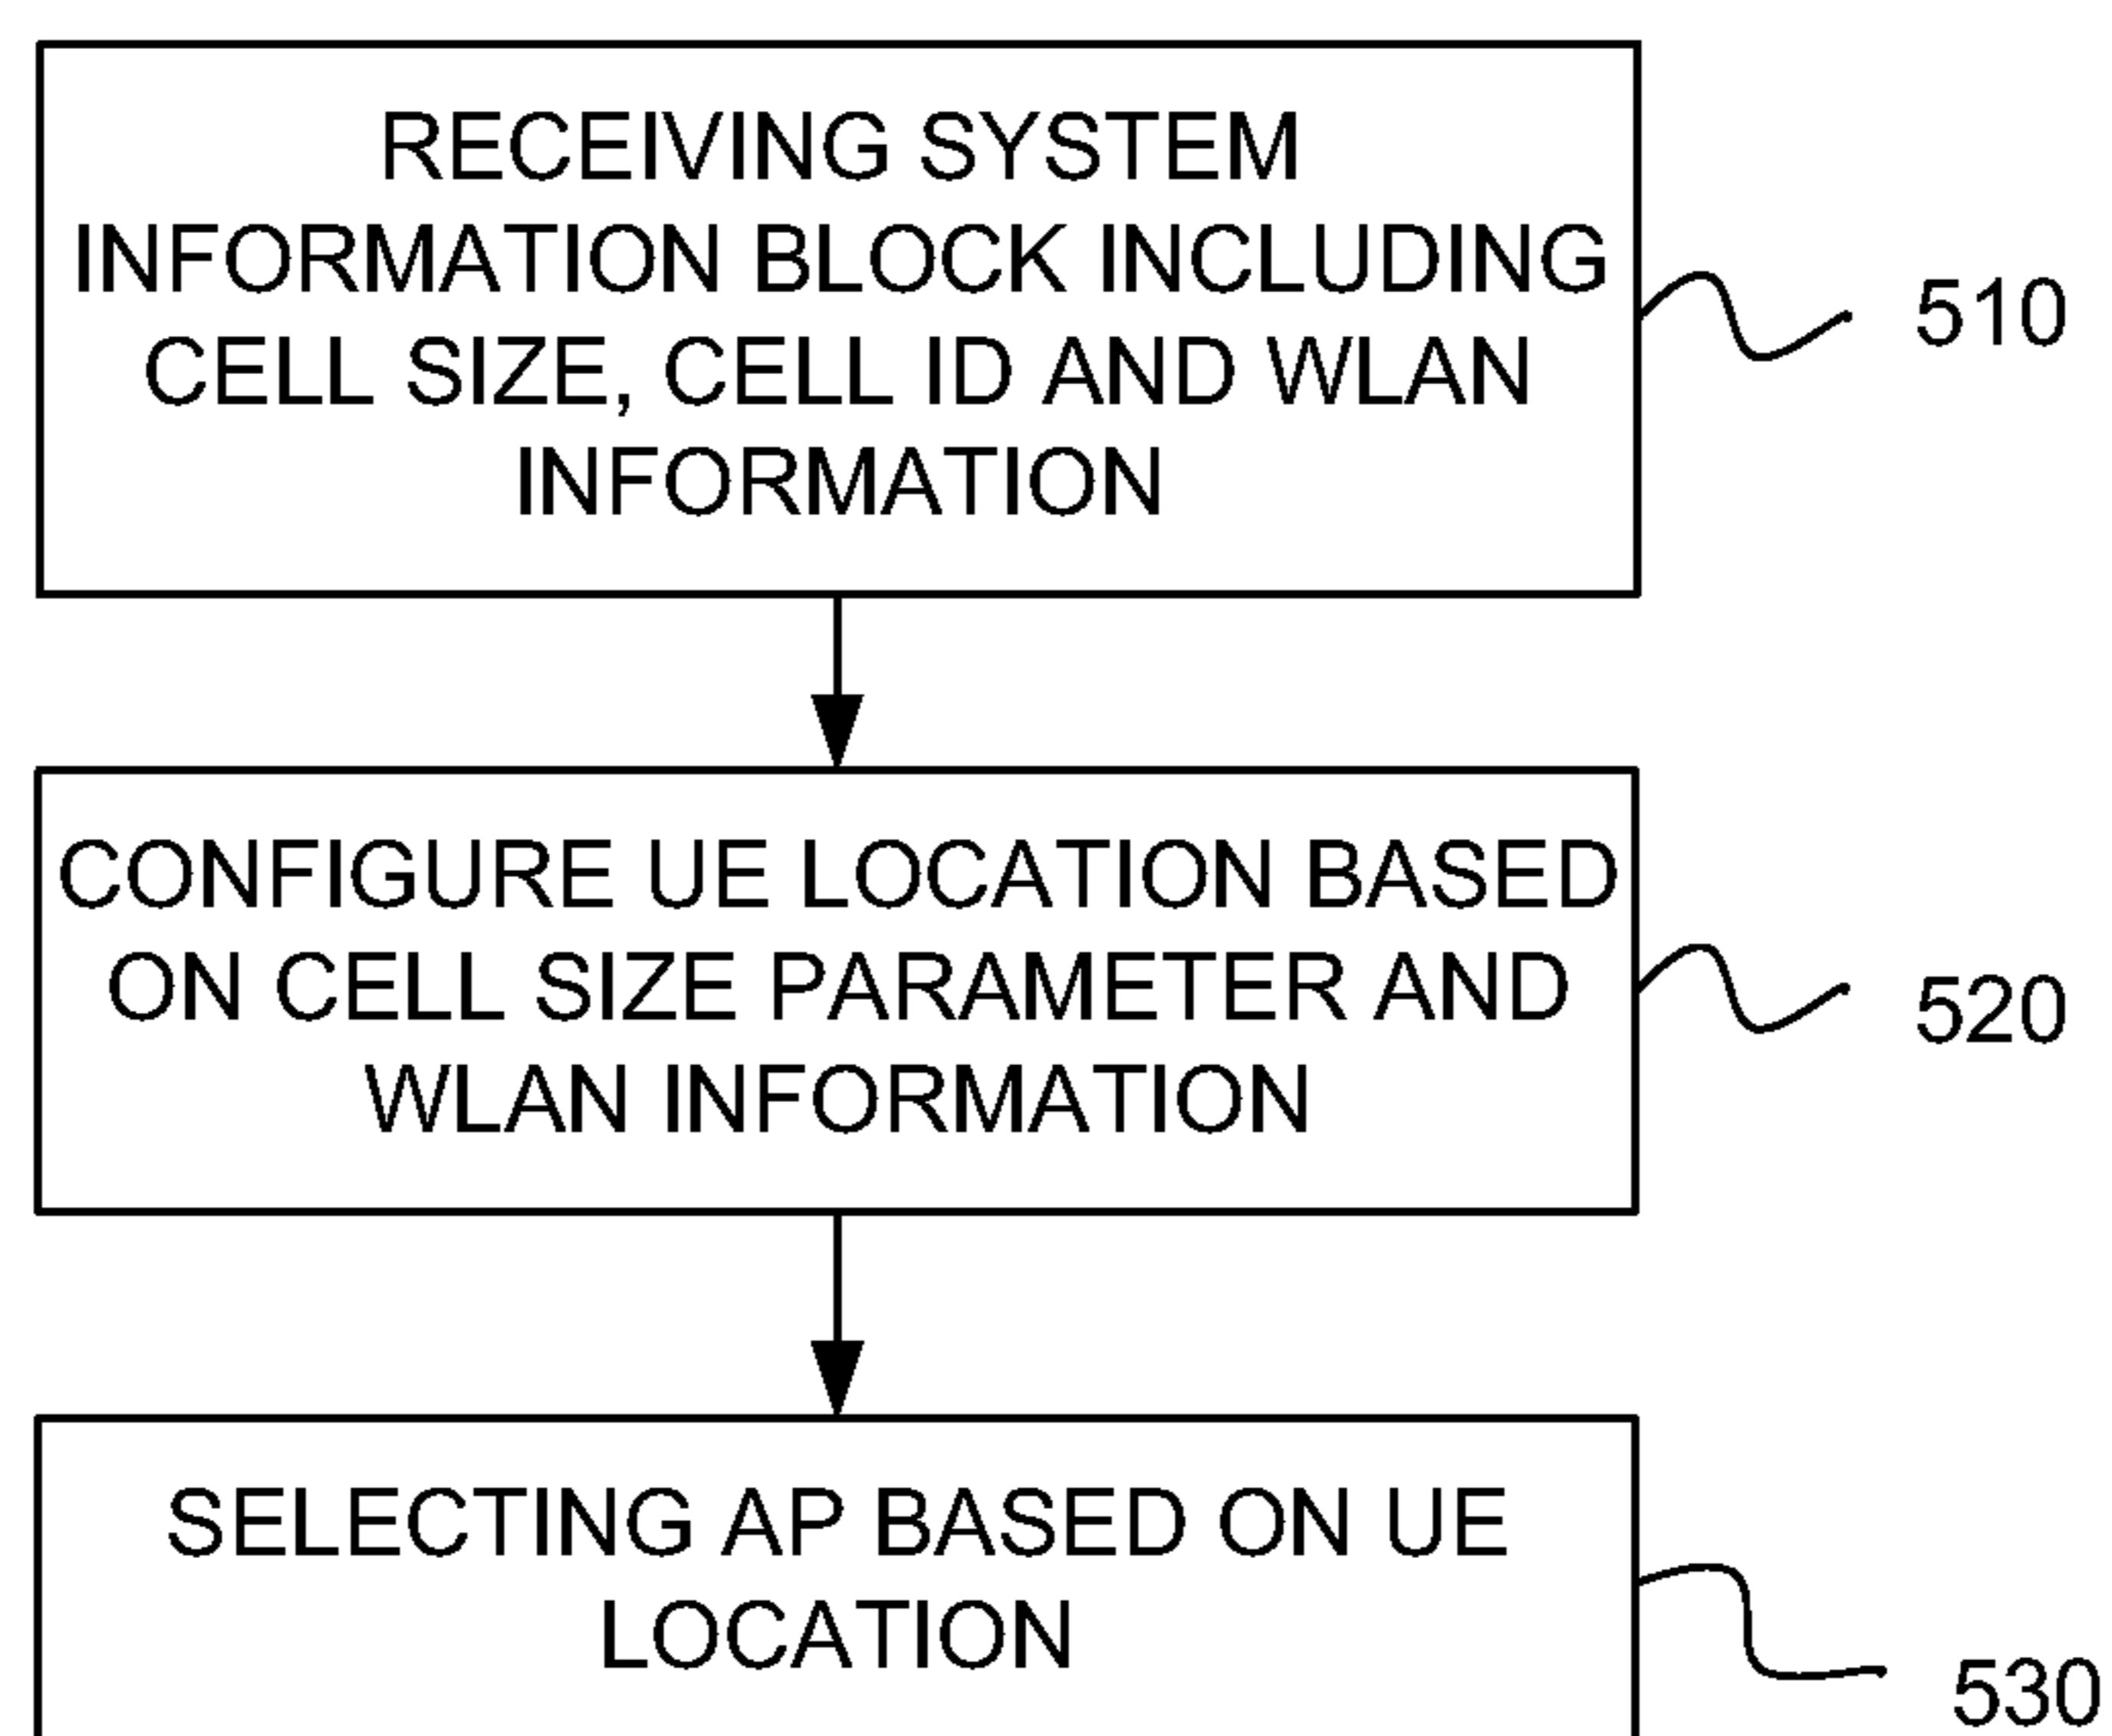 RECEIVING SYSTEM
INFORMATION BLOCK INCLUDING
CELL SIZE, CELL ID AND WLAN
INFORMATION
510
CONFIGURE UE LOCATION BASED
ON CELL SIZE PARAMETER AND
WLAN INFORMATION
520
SELECTING AP BASED ON UE
LOCATION
530